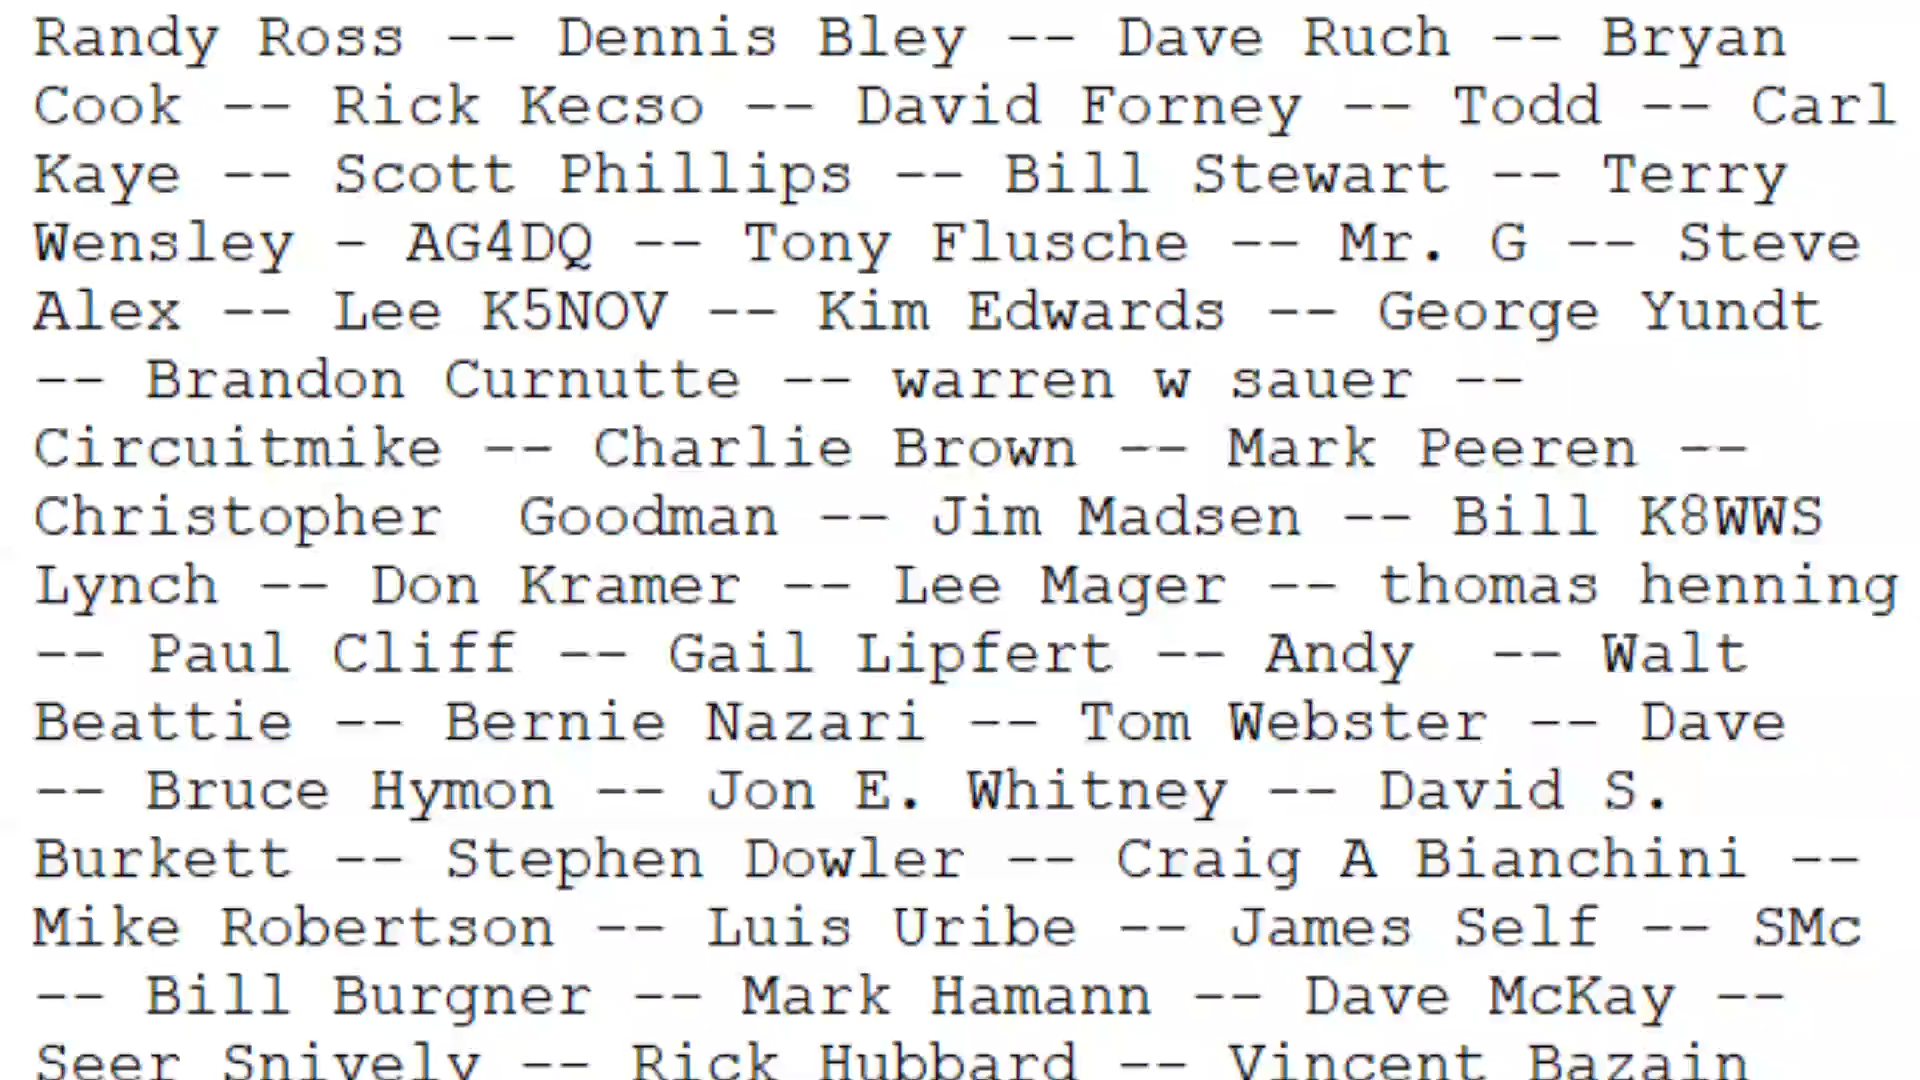 Randy Ross -- Dennis Bley -- Dave Ruch -- Bryan
Cook -- Rick Kecso -- David Forney -- Todd -- Carl
Kaye -- Scott Phillips -- Bill Stewart -- Terry
Wensley - AG4DQ -- Tony Flusche -- Mr. G -- Steve
Alex -- Lee K5NOV -- Kim Edwards -- George Yundt
-- Brandon Curnutte -- warren w sauer --
Circuitmike -- Charlie Brown -- Mark Peeren --
Christopher  Goodman -- Jim Madsen -- Bill K8WWS
Lynch -- Don Kramer -- Lee Mager -- thomas henning
-- Paul Cliff -- Gail Lipfert -- Andy  -- Walt
Beattie -- Bernie Nazari -- Tom Webster -- Dave
-- Bruce Hymon -- Jon E. Whitney -- David S.
Burkett -- Stephen Dowler -- Craig A Bianchini --
Mike Robertson -- Luis Uribe -- James Self -- SMc
-- Bill Burgner -- Mark Hamann -- Dave McKay --
Seer Snively -- Rick Hubbard -- Vincent Bazain